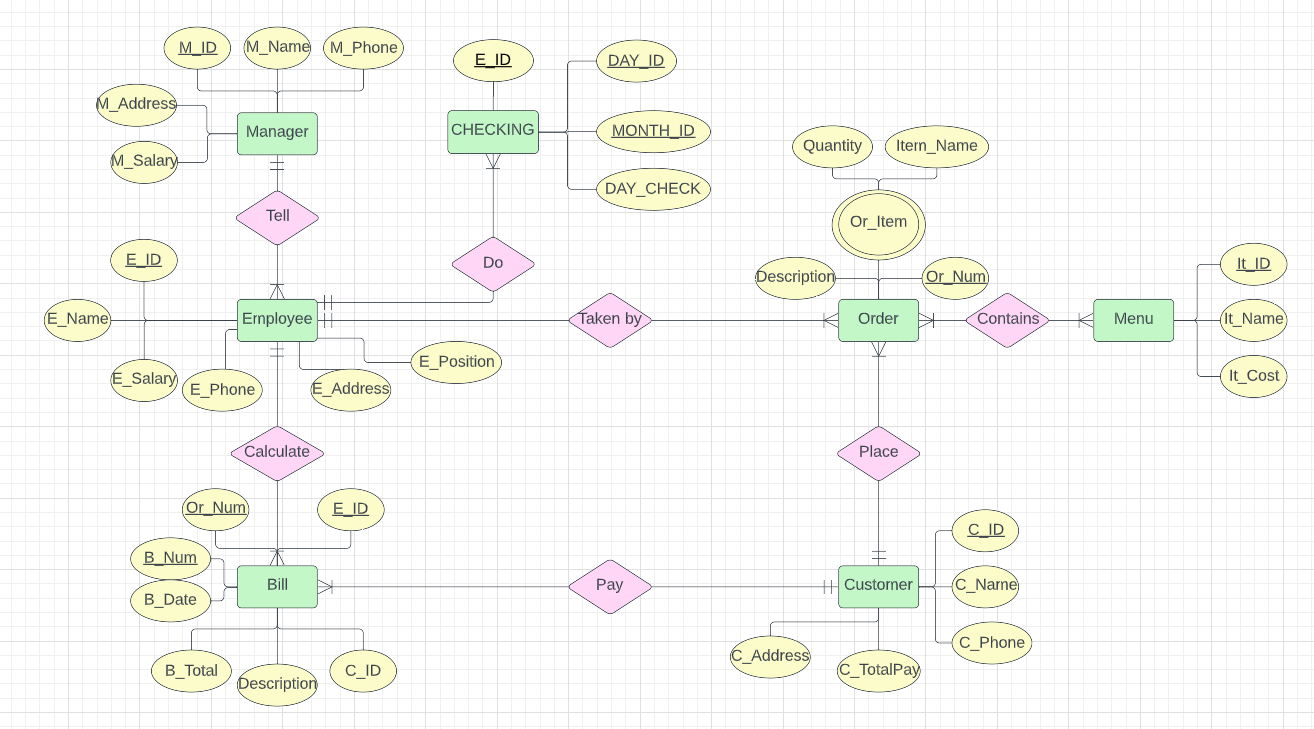 M_ID
M_Name
M_Phone
E_ID
DAY_ID
M_Address
Manager
CHECKING
MONTH_ID
M_Salary
DAY_CHECK
Quantity
Itern_Name
Tell
Or_Item
E_ID
Do
Description
Or_Num
It_ID
E_Name
Ernployee
Taken by
Order
Contains
Menu
It_Name
E_Salary
E_Phone
E_Address
E_Position
It_Cost
Calculate
Place
Or_Num
E_ID
C_ID
B_Num
B_Date
Bill
Pay
Customer
C_Name
C_Phone
B_Total
Description
C_ID
C_Address
C_TotalPay